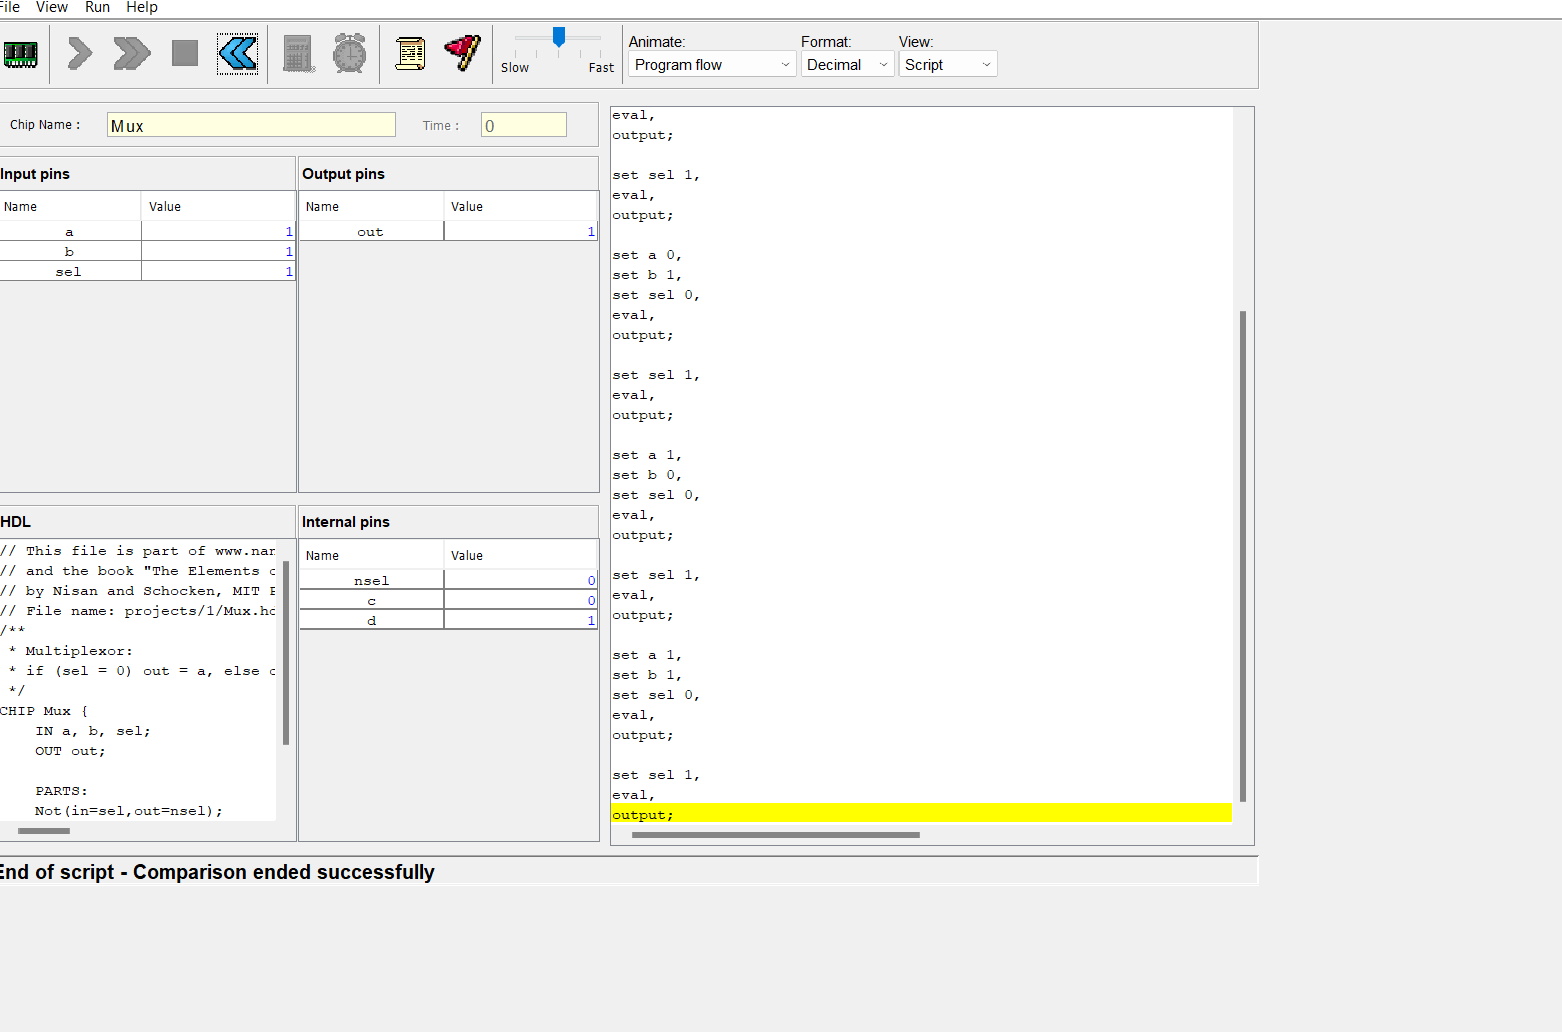 File View Run Help
Animate: Format: View:
Slow Fast Program flow Decimal Script
Chip Name : Mux Time : 0
Input pins
Name Value
a 1
b 1
sel 1
Output pins
Name Value
out 1
HDL
// This file is part of www.nan
// and the book "The Elements o
// by Nisan and Schocken, MIT P
// File name: projects/1/Mux.hd
/**
* Multiplexor:
* if (sel = 0) out = a, else o
*/
CHIP Mux {
IN a, b, sel;
OUT out;
PARTS:
Not(in=sel,out=nsel);
Internal pins
Name Value
nsel 0
c 0
d 1
eval,
output;
set sel 1,
eval,
output;
set a 0,
set b 1,
set sel 0,
eval,
output;
set sel 1,
eval,
output;
set a 1,
set b 0,
set sel 0,
eval,
output;
set sel 1,
eval,
output;
set a 1,
set b 1,
set sel 0,
eval,
output;
set sel 1,
eval,
output;
End of script - Comparison ended successfully